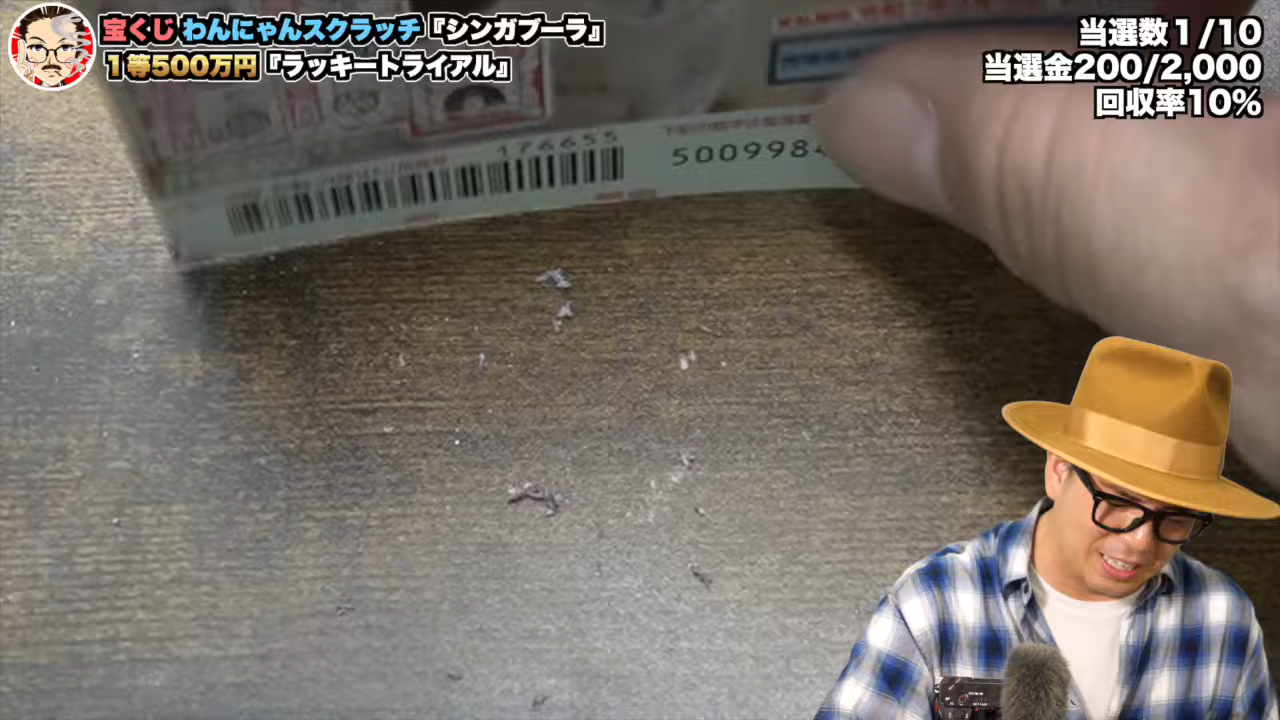 宝くじ わんにゃんスクラッチ『シンガプーラ』
1等500万円『ラッキートライアル』
当選数1/10
当選金200/2,000
回収率10%
176655
5009984